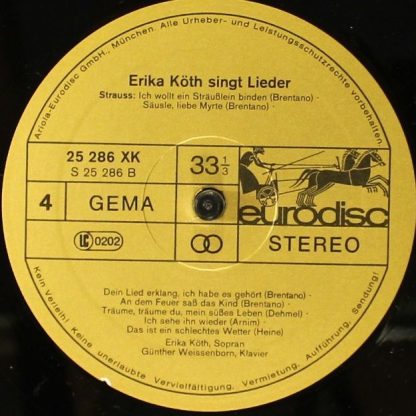 Ariola-Eurodisc GmbH., München. Alle Urheber- und Leistungsschutzrechte vorbehalten.
Erika Köth singt Lieder
Strauss: Ich wollt ein Sträußlein binden (Brentano) ·
Säusle, liebe Myrte (Brentano) ·
25 286 XK
S 25 286 B
33 1/3
4
GEMA
eurodisc
LC 0202
STEREO
Dein Lied erklang, ich habe es gehört (Brentano) ·
An dem Feuer saß das Kind (Brentano) ·
Träume, träume du, mein süßes Leben (Dehmel) ·
Ich sehe ihn wieder (Arnim) ·
Das ist ein schlechtes Wetter (Heine)
Erika Köth, Sopran
Günther Weissenborn, Klavier
Kein Verleih! Keine unerlaubte Vervielfältigung, Vermietung, Aufführung, Sendung!